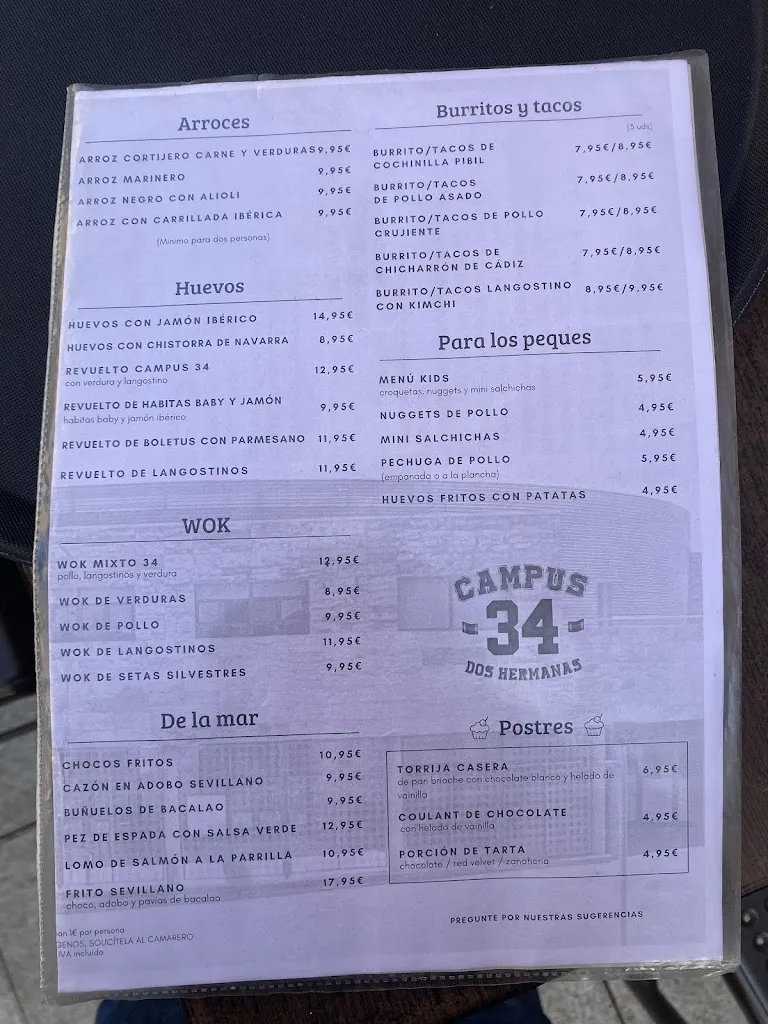 Arroces
ARROZ CORTIJERO CARNE Y VERDURAS 9,95€
ARROZ MARINERO 9,95€
ARROZ NEGRO CON ALIOLI 9,95€
ARROZ CON CARRILLADA IBÉRICA 9,95€
(Mínimo para dos personas)
Huevos
HUEVOS CON JAMÓN IBÉRICO 14,95€
HUEVOS CON CHISTORRA DE NAVARRA 8,95€
REVUELTO CAMPUS 34 12,95€
con verdura y langostino
REVUELTO DE HABITAS BABY Y JAMÓN 9,95€
habitas baby y jamón ibérico
REVUELTO DE BOLETUS CON PARMESANO 11,95€
REVUELTO DE LANGOSTINOS 11,95€
WOK
WOK MIXTO 34 12,95€
pollo, langostinos y verdura
WOK DE VERDURAS 8,95€
WOK DE POLLO 9,95€
WOK DE LANGOSTINOS 11,95€
WOK DE SETAS SILVESTRES 9,95€
De la mar
CHOCOS FRITOS 10,95€
CAZÓN EN ADOBO SEVILLANO 9,95€
BUÑUELOS DE BACALAO 9,95€
PEZ DE ESPADA CON SALSA VERDE 12,95€
LOMO DE SALMÓN A LA PARRILLA 10,95€
FRITO SEVILLANO 17,95€
choco, adobo y pavías de bacalao
1€ por persona
SOLICÍTELA AL CAMARERO
IVA incluido
Burritos y tacos
(3 uds)
BURRITO/TACOS DE
COCHINILLA PIBIL 7,95€/8,95€
BURRITO/TACOS
DE POLLO ASADO 7,95€/8,95€
BURRITO/TACOS DE POLLO
CRUJIENTE 7,95€/8,95€
BURRITO/TACOS DE
CHICHARRÓN DE CÁDIZ 7,95€/8,95€
BURRITO/TACOS LANGOSTINO
CON KIMCHI 8,95€/9,95€
Para los peques
MENÚ KIDS 5,95€
croquetas, nuggets y mini salchichas
NUGGETS DE POLLO 4,95€
MINI SALCHICHAS 4,95€
PECHUGA DE POLLO 5,95€
(empanada o a la plancha)
HUEVOS FRITOS CON PATATAS 4,95€
CAMPUS
34
DOS HERMANAS
Postres
TORRIJA CASERA 6,95€
de pan brioche con chocolate blanco y helado de
vainilla
COULANT DE CHOCOLATE 4,95€
con helado de vainilla
PORCIÓN DE TARTA 4,95€
chocolate / red velvet / zanahoria
PREGUNTE POR NUESTRAS SUGERENCIAS